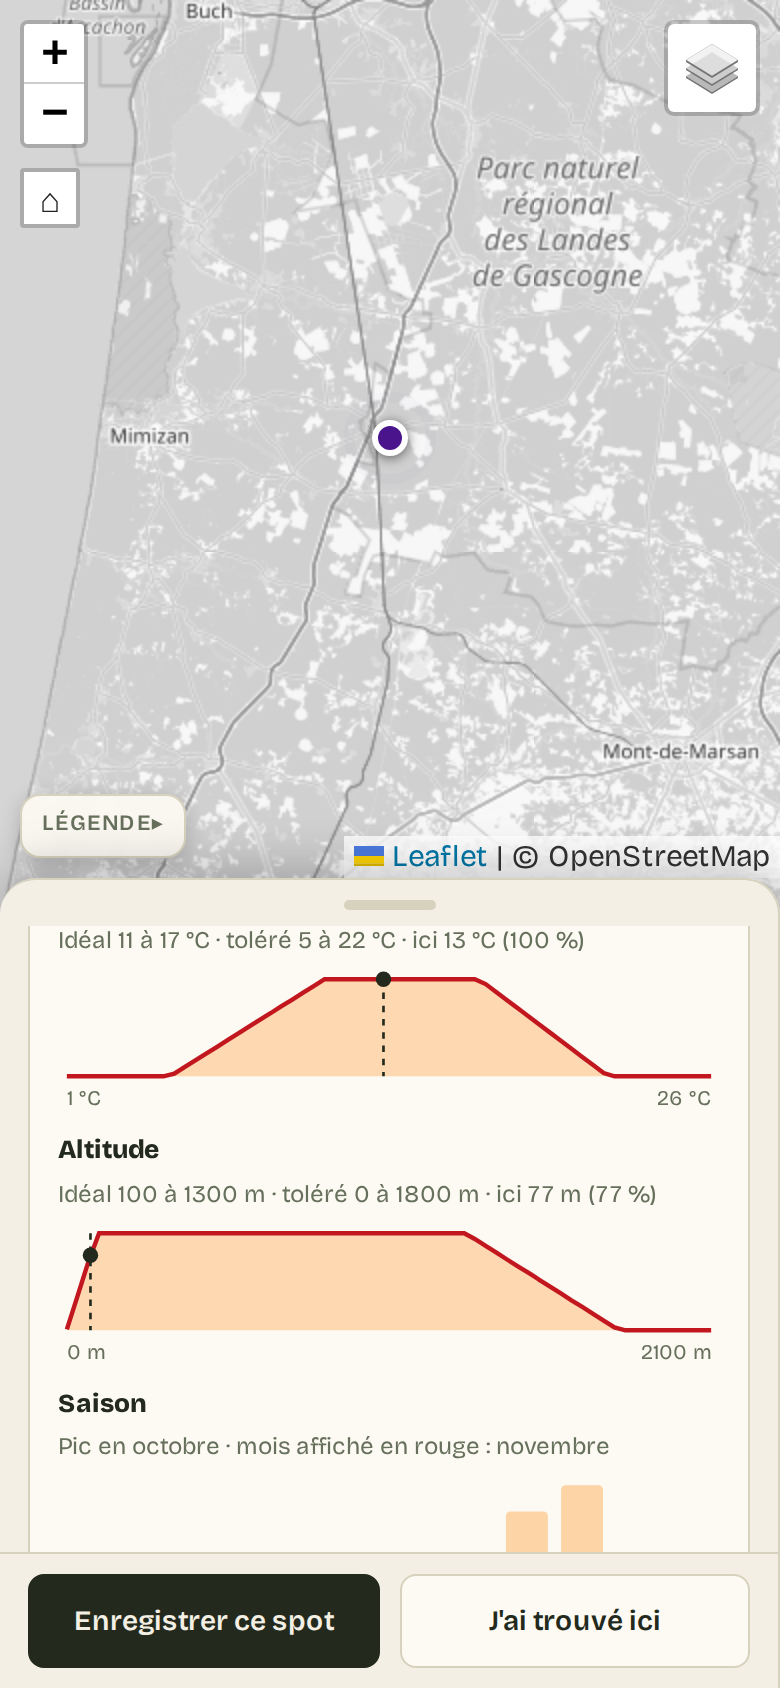 Bassin
d'Arcachon
Buch
+
−
⌂
Parc naturel
régional
des Landes
de Gascogne
Mimizan
Mont-de-Marsan
LÉGENDE▸
Leaflet | © OpenStreetMap
Idéal 11 à 17 °C · toléré 5 à 22 °C · ici 13 °C (100 %)
1 °C
26 °C
Altitude
Idéal 100 à 1300 m · toléré 0 à 1800 m · ici 77 m (77 %)
0 m
2100 m
Saison
Pic en octobre · mois affiché en rouge : novembre
Enregistrer ce spot
J'ai trouvé ici